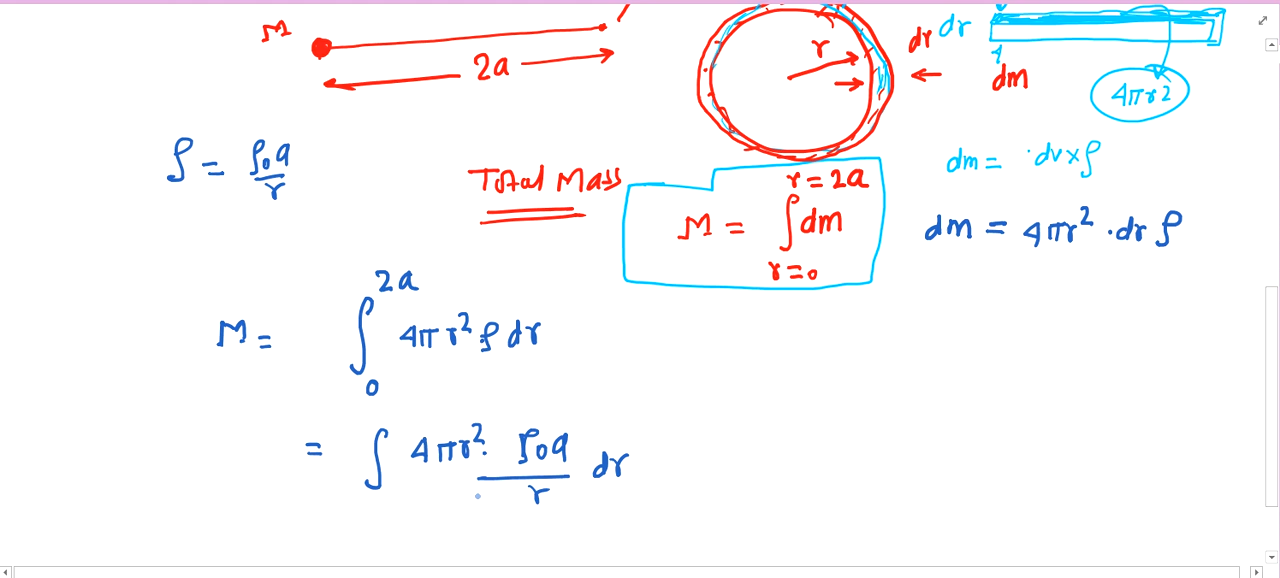 M
2a
r
dr
dr
dm
4πr²
ρ = ρ₀a/r
Total Mass
r = 2a
M = ∫dm
r = 0
dm = dv × ρ
dm = 4πr² · dr ρ
2a
M = ∫ 4πr² ρ dr
0
= ∫ 4πr² · ρ₀a/r dr